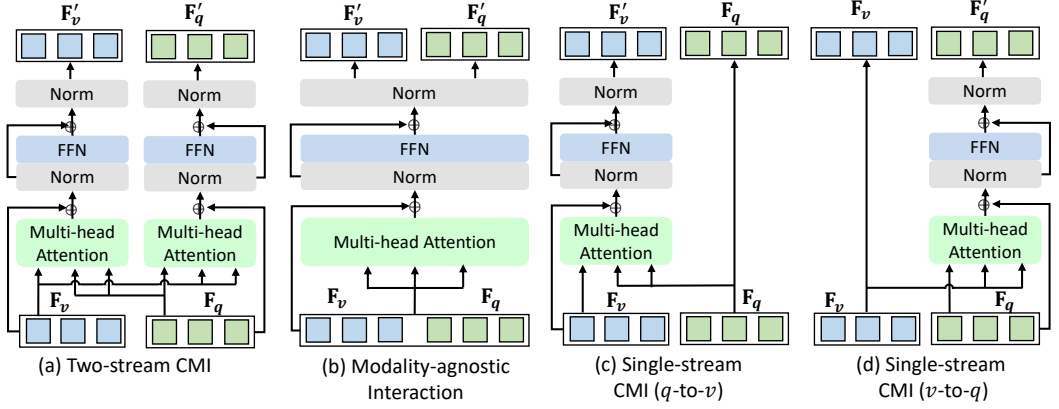 F′v F′q
Norm Norm
FFN FFN
Norm Norm
Multi-head Attention Multi-head Attention
Fv Fq
(a) Two-stream CMI
F′v F′q
Norm
FFN
Norm
Multi-head Attention
Fv Fq
(b) Modality-agnostic
Interaction
F′v Fq
Norm
FFN
Norm
Multi-head
Attention
Fv Fq
(c) Single-stream
CMI (q-to-v)
Fv F′q
Norm
FFN
Norm
Multi-head
Attention
Fv Fq
(d) Single-stream
CMI (v-to-q)